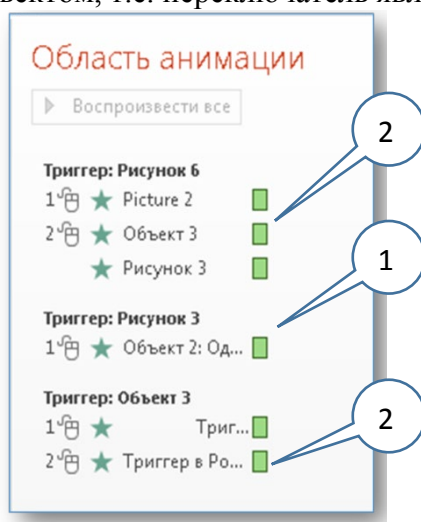 Область анимации
Воспроизвести все
2
Триггер: Рисунок 6
1 Picture 2
2 Объект 3
Рисунок 3
1
Триггер: Рисунок 3
1 Объект 2: Од...
Триггер: Объект 3
1 Триг...
2
2 Триггер в Ро...